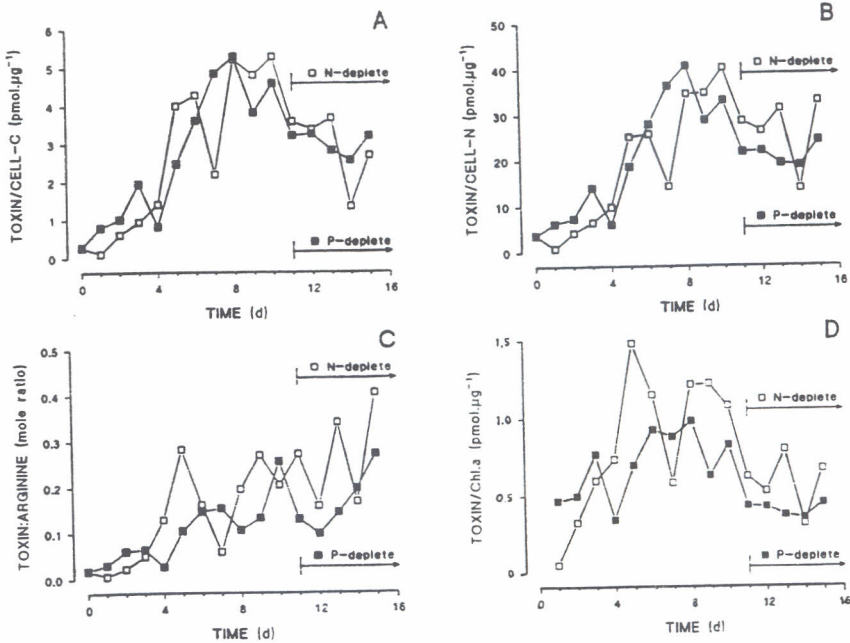 A
TOXIN/CELL-C (pmol.µg⁻¹)
6
5
4
3
2
1
0
N-deplete
P-deplete
0 4 8 12 16
TIME (d)
B
TOXIN/CELL-N (pmol.µg⁻¹)
50
40
30
20
10
0
N-deplete
P-deplete
0 4 8 12 16
TIME (d)
C
TOXIN:ARGININE (mole ratio)
0.5
0.4
0.3
0.2
0.1
0.0
N-deplete
P-deplete
0 4 8 12 16
TIME (d)
D
TOXIN/Chl.a (pmol.µg⁻¹)
1.5
1.0
0.5
0
N-deplete
P-deplete
4 8 12 16
TIME (d)